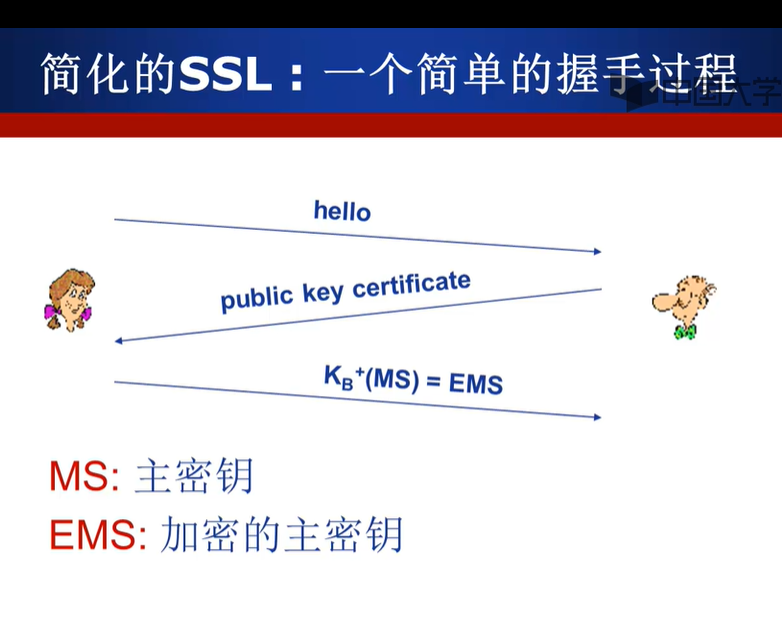 简化的SSL：一个简单的握手过程
中国大学
hello
public key certificate
K_B⁺(MS) = EMS
MS: 主密钥
EMS: 加密的主密钥